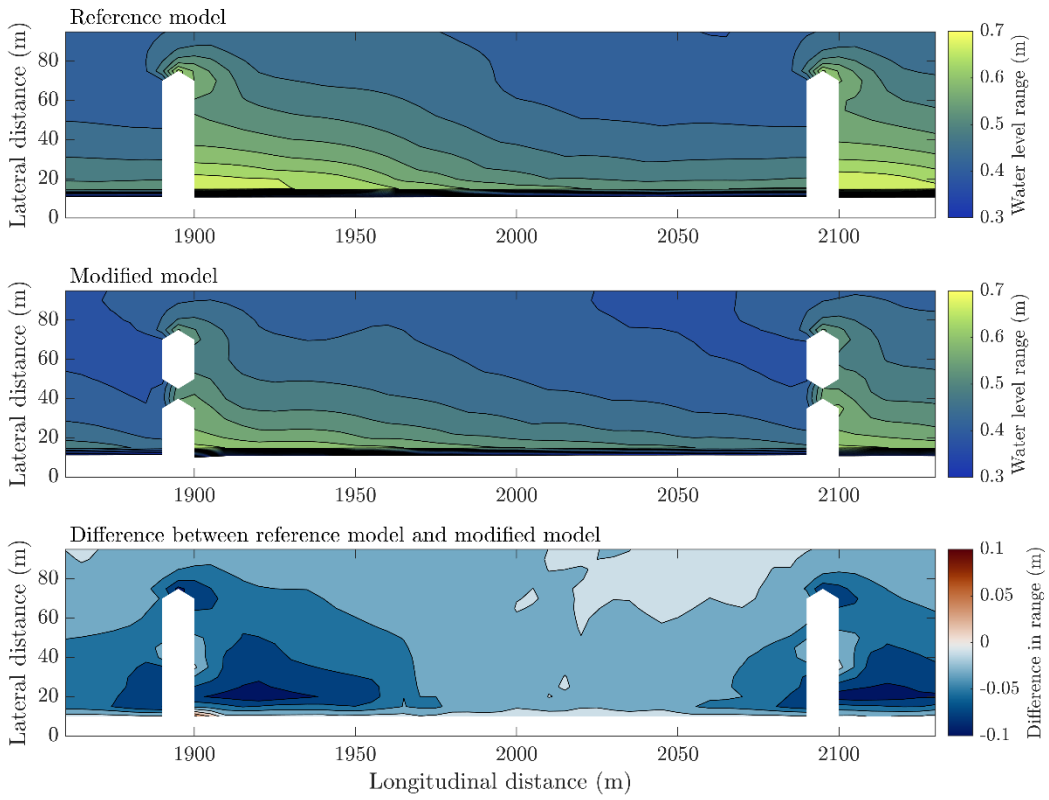 Reference model
Lateral distance (m)
80
60
40
20
0
1900 1950 2000 2050 2100
0.7
0.6
0.5
0.4
0.3
Water level range (m)
Modified model
Lateral distance (m)
80
60
40
20
0
1900 1950 2000 2050 2100
0.7
0.6
0.5
0.4
0.3
Water level range (m)
Difference between reference model and modified model
Lateral distance (m)
80
60
40
20
0
1900 1950 2000 2050 2100
Longitudinal distance (m)
0.1
0.05
0
-0.05
-0.1
Difference in range (m)